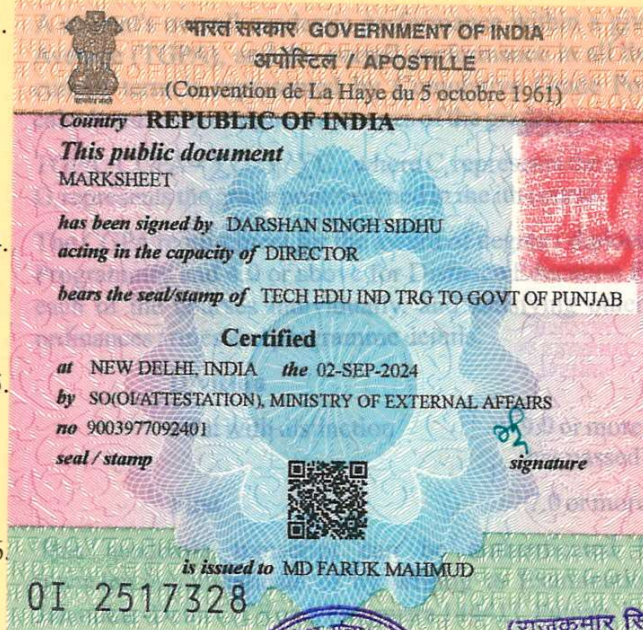 भारत सरकार GOVERNMENT OF INDIA
अपोस्टिल / APOSTILLE
(Convention de La Haye du 5 octobre 1961)
Country REPUBLIC OF INDIA
This public document
MARKSHEET
has been signed by DARSHAN SINGH SIDHU
acting in the capacity of DIRECTOR
bears the seal/stamp of TECH EDU IND TRG TO GOVT OF PUNJAB
Certified
at NEW DELHI, INDIA the 02-SEP-2024
by SO(OI/ATTESTATION), MINISTRY OF EXTERNAL AFFAIRS
no 9003977092401
seal / stamp
signature
is issued to MD FARUK MAHMUD
OI 2517328